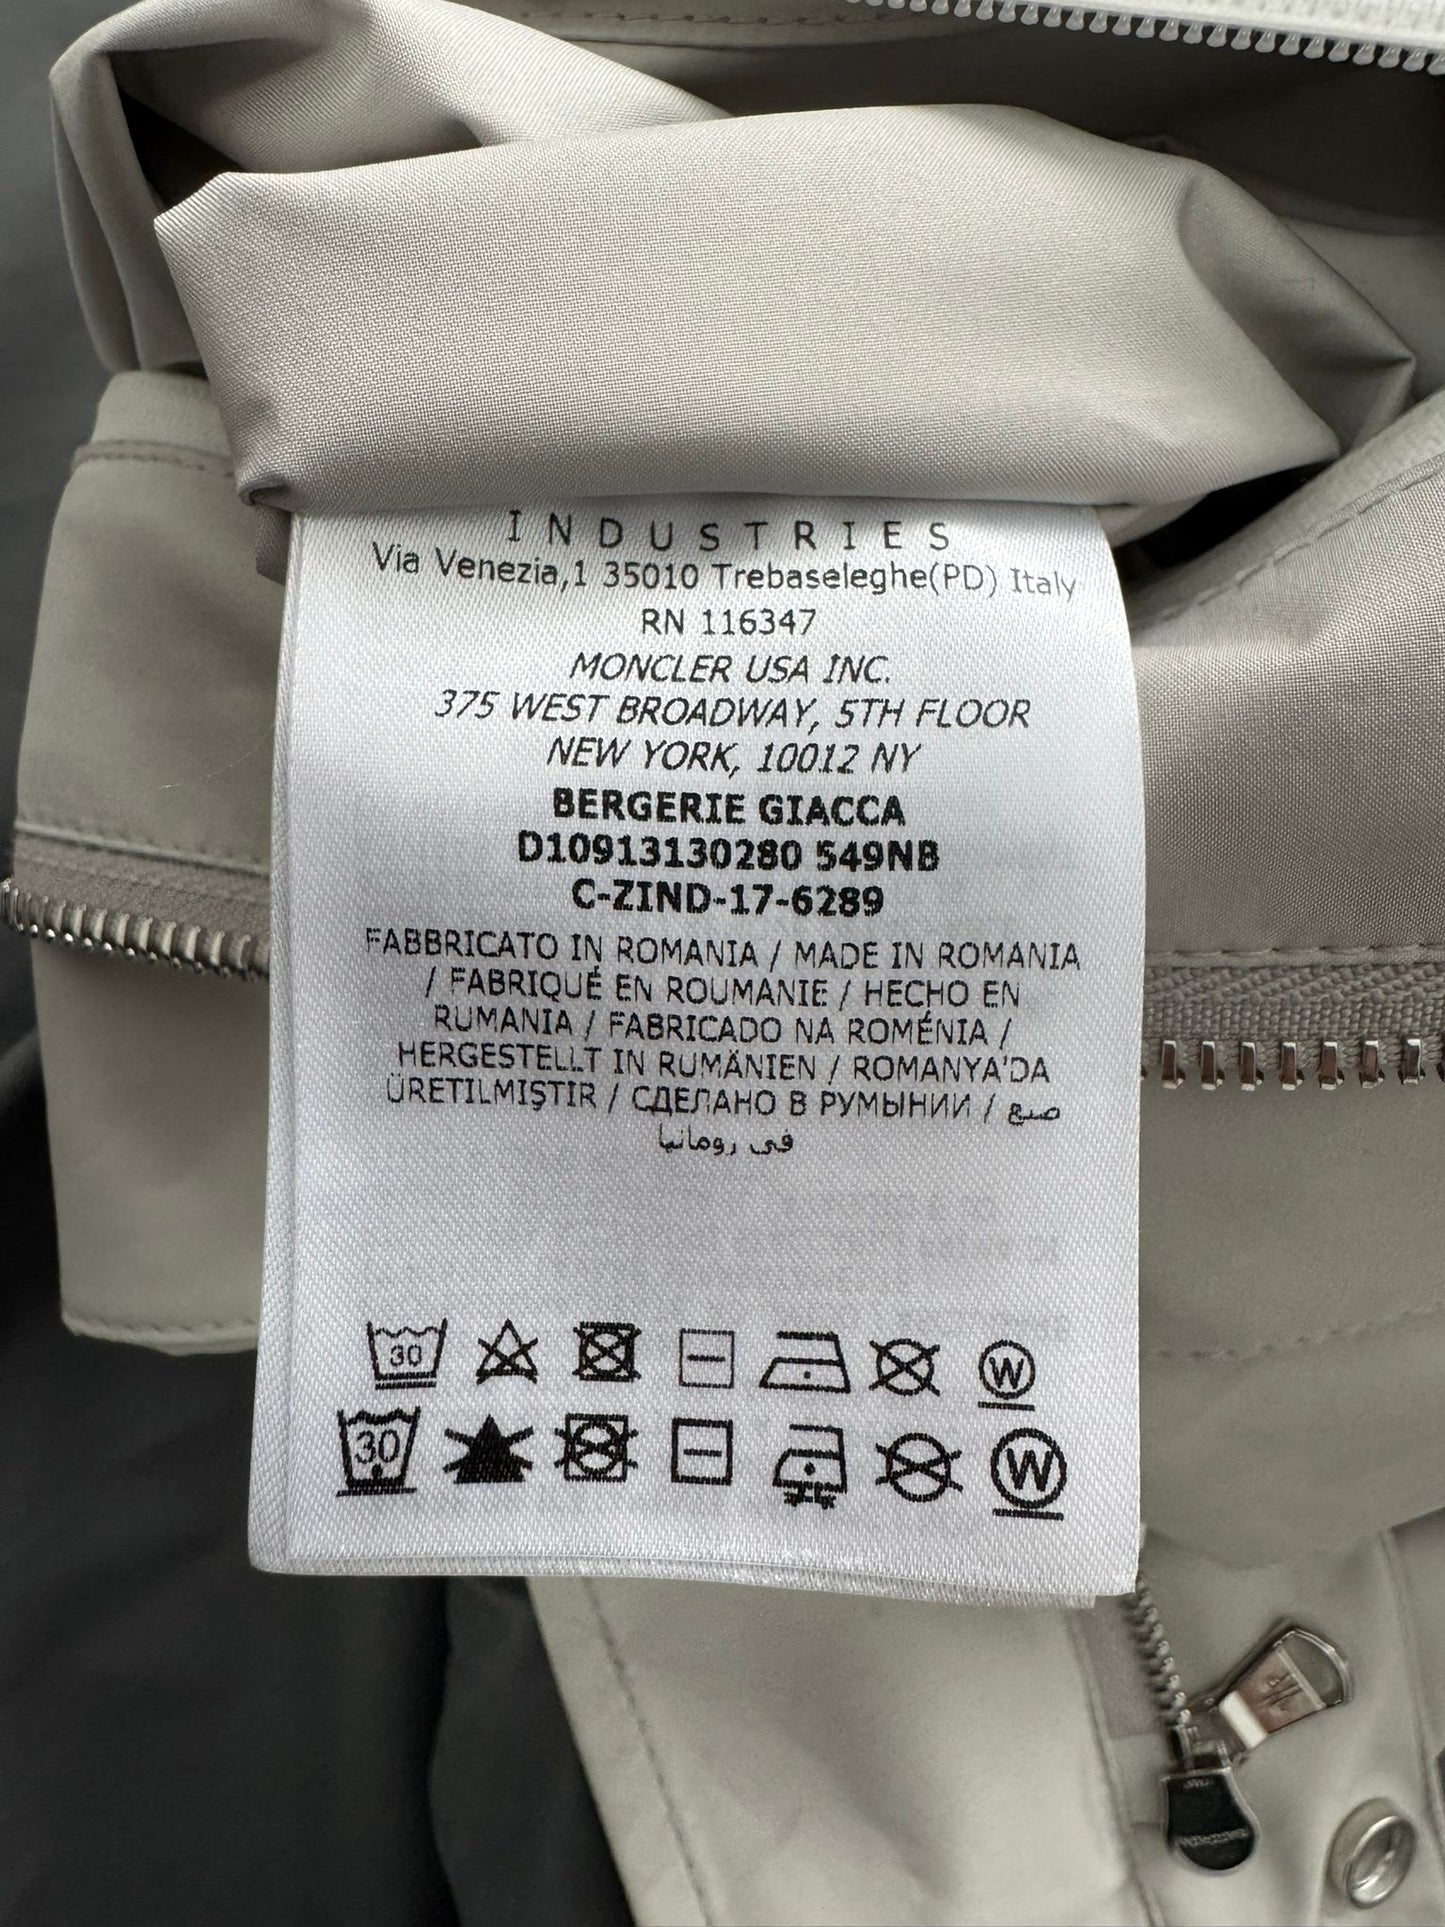 INDUSTRIES
Via Venezia,1 35010 Trebaseleghe(PD) Italy
RN 116347
MONCLER USA INC.
375 WEST BROADWAY, 5TH FLOOR
NEW YORK, 10012 NY
BERGERIE GIACCA
D10913130280 549NB
C-ZIND-17-6289
FABBRICATO IN ROMANIA / MADE IN ROMANIA
/ FABRIQUÉ EN ROUMANIE / HECHO EN
RUMANIA / FABRICADO NA ROMÉNIA /
HERGESTELLT IN RUMÄNIEN / ROMANYA'DA
ÜRETILMIŞTIR / СДЕЛАНО В РУМЫНИИ / صنع
في رومانيا
30 W
30 W